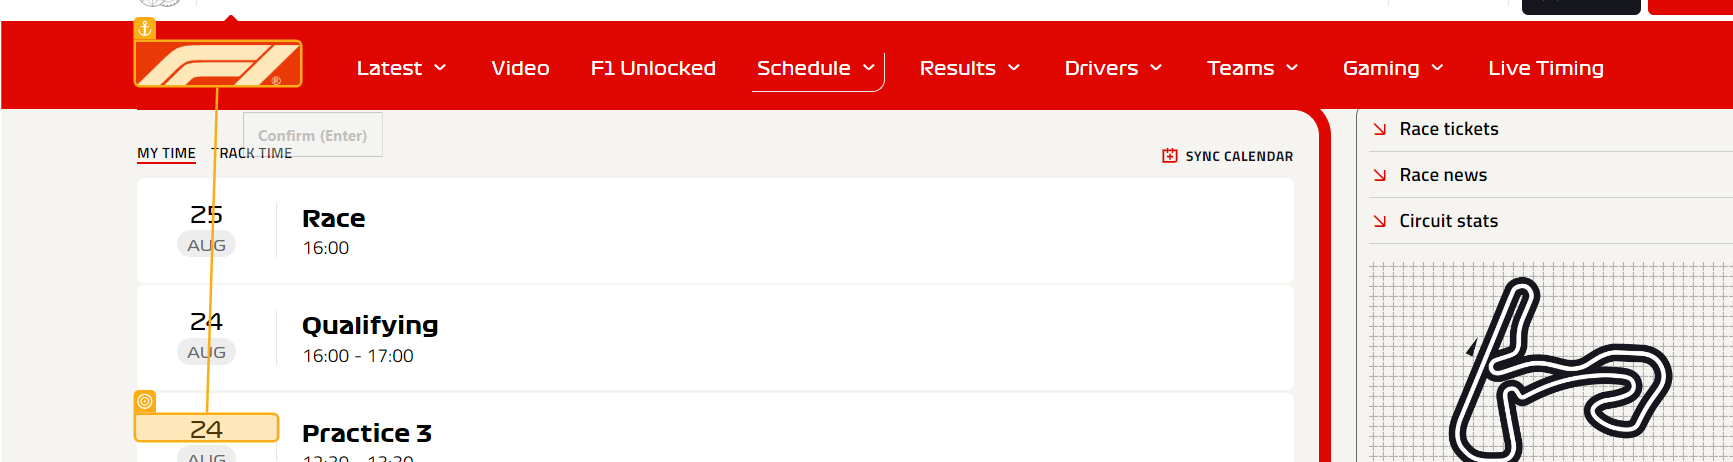 Latest
Video
F1 Unlocked
Schedule
Results
Drivers
Teams
Gaming
Live Timing
Confirm (Enter)
MY TIME
TRACK TIME
SYNC CALENDAR
25
AUG
Race
16:00
24
AUG
Qualifying
16:00 - 17:00
24
AUG
Practice 3
Race tickets
Race news
Circuit stats